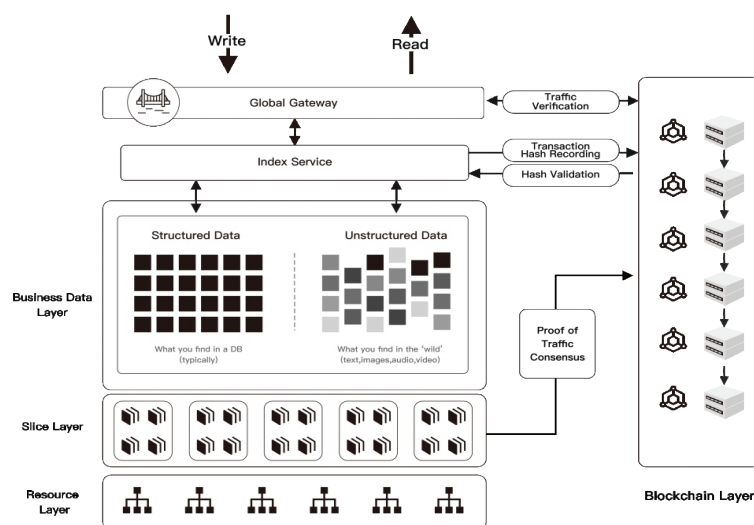 Write
Read
Global Gateway
Traffic
Verification
Index Service
Transaction
Hash Recording
Hash Validation
Structured Data
Unstructured Data
Business Data
Layer
What you find in a DB
(typically)
What you find in the 'wild'
(text,images,audio,video)
Proof of
Traffic
Consensus
Slice Layer
Resource
Layer
Blockchain Layer